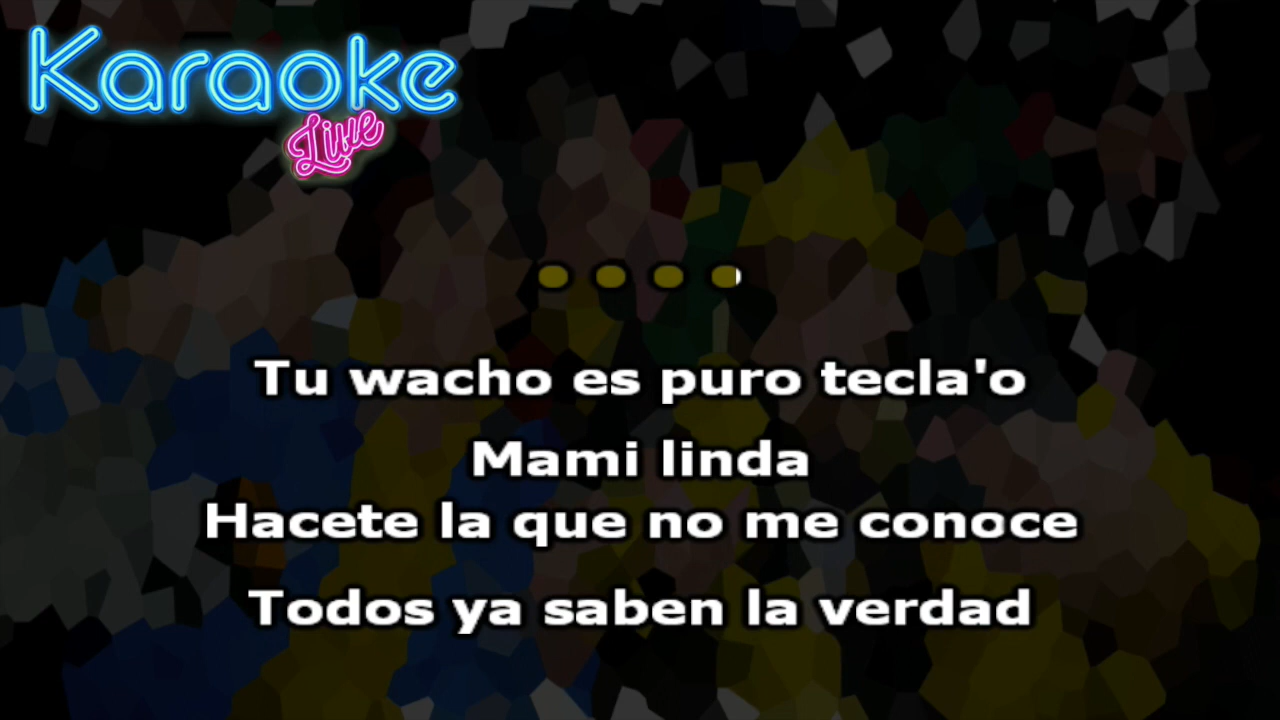 Karaoke
Live
Tu wacho es puro tecla'o
Mami linda
Hacete la que no me conoce
Todos ya saben la verdad